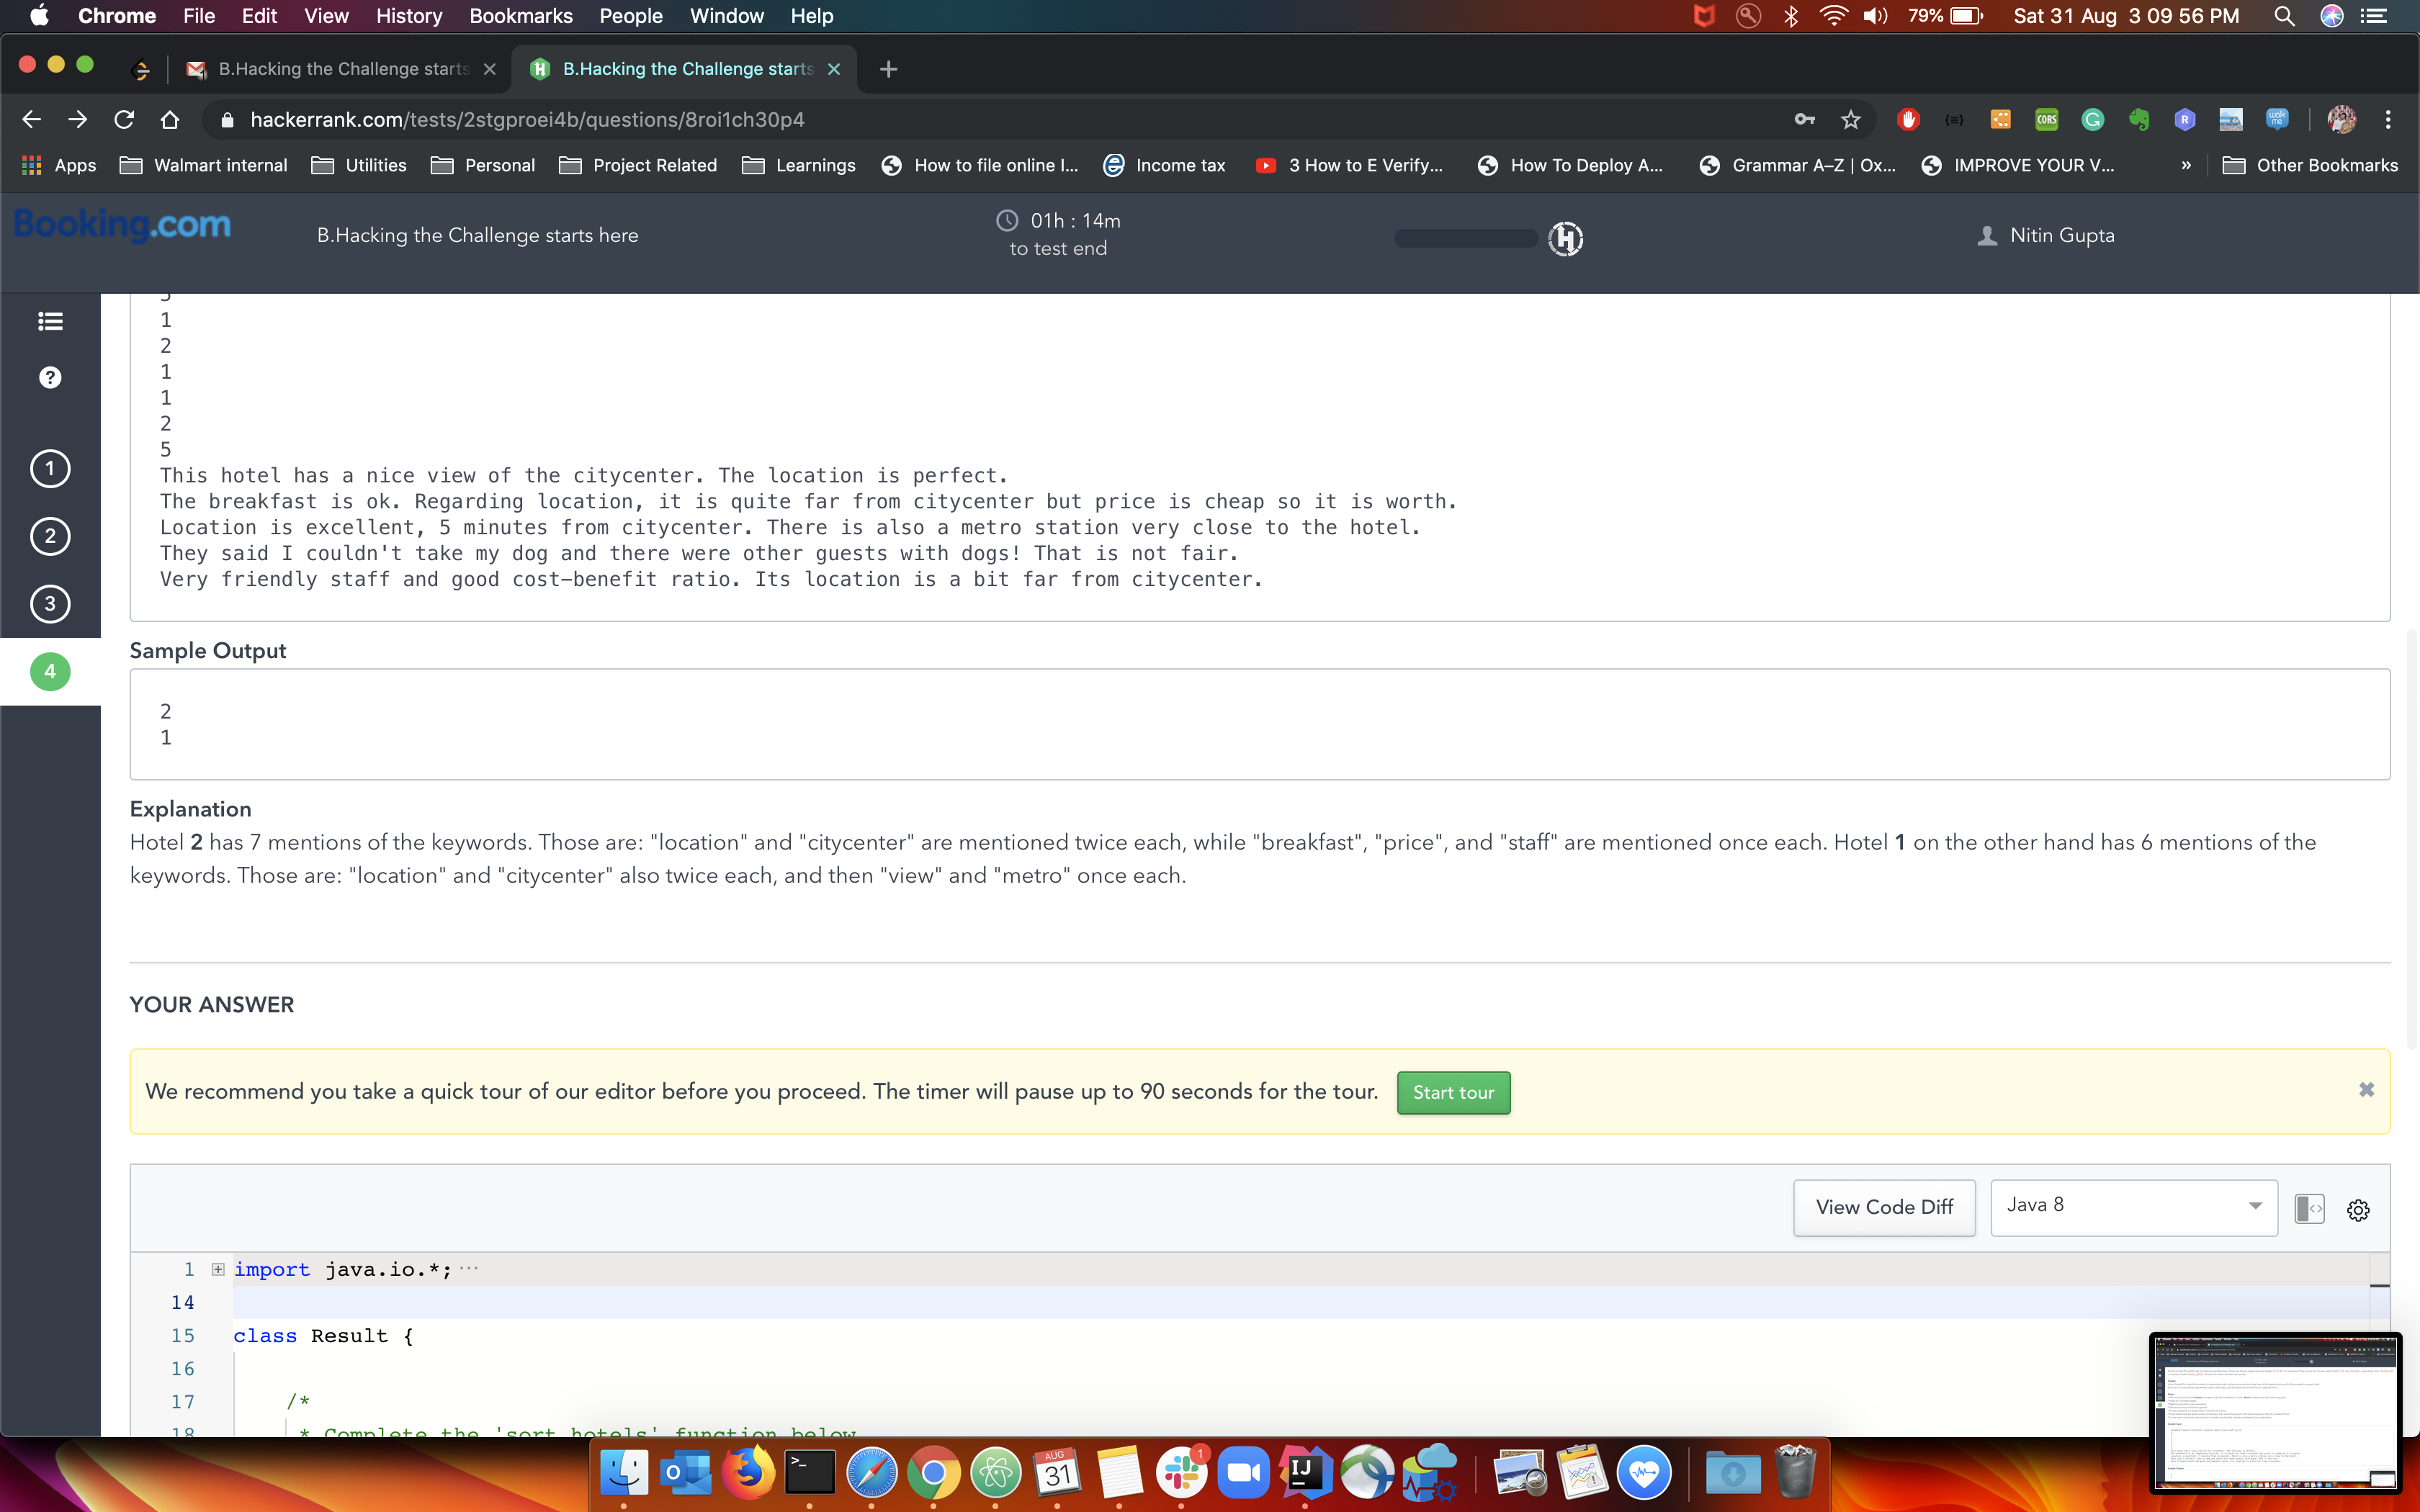 Chrome File Edit View History Bookmarks People Window Help 79% Sat 31 Aug 3 09 56 PM
B.Hacking the Challenge starts B.Hacking the Challenge starts
hackerrank.com/tests/2stgproei4b/questions/8roi1ch30p4
Apps Walmart internal Utilities Personal Project Related Learnings How to file online I... Income tax 3 How to E Verify... How To Deploy A... Grammar A–Z | Ox... IMPROVE YOUR V... » Other Bookmarks
Booking.com B.Hacking the Challenge starts here 01h : 14m Nitin Gupta
to test end
1
2
1
1
2
5
This hotel has a nice view of the citycenter. The location is perfect.
The breakfast is ok. Regarding location, it is quite far from citycenter but price is cheap so it is worth.
Location is excellent, 5 minutes from citycenter. There is also a metro station very close to the hotel.
They said I couldn't take my dog and there were other guests with dogs! That is not fair.
Very friendly staff and good cost-benefit ratio. Its location is a bit far from citycenter.
1
2
3
4
Sample Output
2
1
Explanation
Hotel 2 has 7 mentions of the keywords. Those are: "location" and "citycenter" are mentioned twice each, while "breakfast", "price", and "staff" are mentioned once each. Hotel 1 on the other hand has 6 mentions of the
keywords. Those are: "location" and "citycenter" also twice each, and then "view" and "metro" once each.
YOUR ANSWER
We recommend you take a quick tour of our editor before you proceed. The timer will pause up to 90 seconds for the tour. Start tour
View Code Diff Java 8
1 import java.io.*;···
14
15 class Result {
16
17 /*
18 * Complete the 'sort_hotels' function below
AUG
31
1
IJ